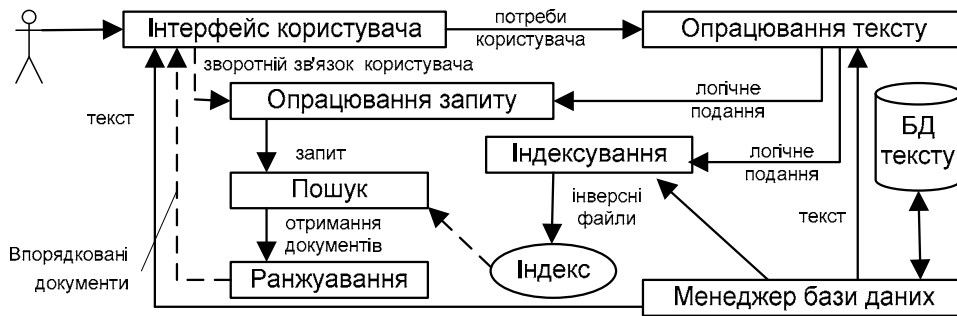 Інтерфейс користувача
потреби
користувача
Опрацювання тексту
зворотній зв'язок користувача
Опрацювання запиту
логічне
подання
текст
БД
тексту
запит
Індексування
логічне
подання
Пошук
інверсні
файли
текст
отримання
документів
Впорядковані
документи
Ранжуавання
Індекс
Менеджер бази даних